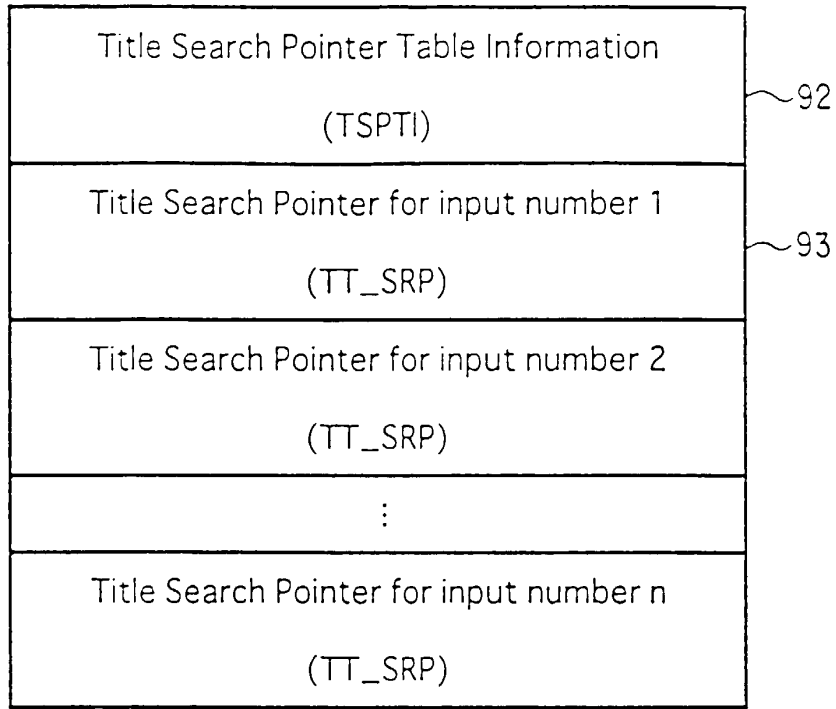 Title Search Pointer Table Information
(TSPTI)
92
Title Search Pointer for input number 1
(TT_SRP)
93
Title Search Pointer for input number 2
(TT_SRP)
⋮
Title Search Pointer for input number n
(TT_SRP)